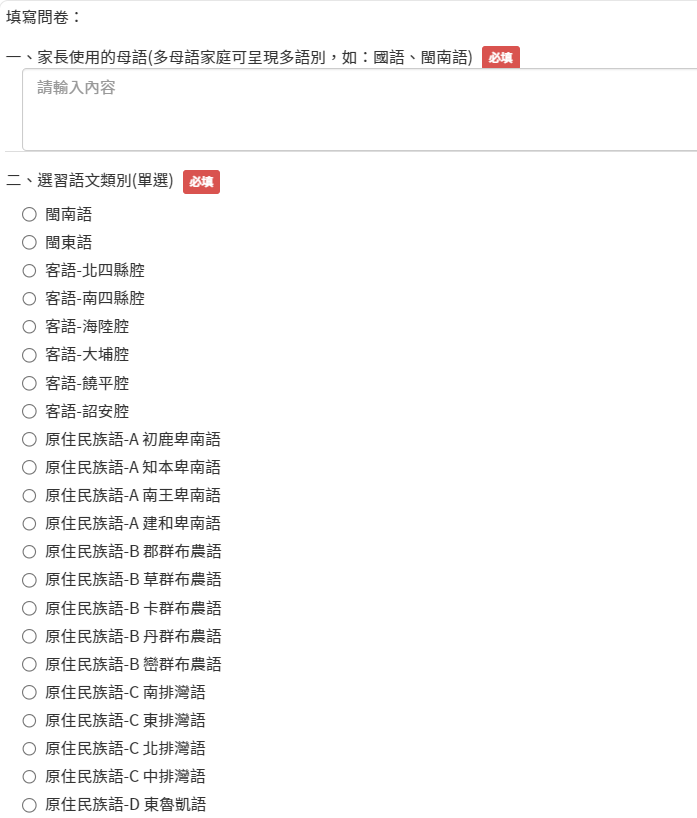 填寫問卷：
一、家長使用的母語(多母語家庭可呈現多語別，如：國語、閩南語) 必填
請輸入內容
二、選習語文類別(單選) 必填
閩南語
閩東語
客語-北四縣腔
客語-南四縣腔
客語-海陸腔
客語-大埔腔
客語-饒平腔
客語-詔安腔
原住民族語-A 初鹿卑南語
原住民族語-A 知本卑南語
原住民族語-A 南王卑南語
原住民族語-A 建和卑南語
原住民族語-B 郡群布農語
原住民族語-B 草群布農語
原住民族語-B 卡群布農語
原住民族語-B 丹群布農語
原住民族語-B 巒群布農語
原住民族語-C 南排灣語
原住民族語-C 東排灣語
原住民族語-C 北排灣語
原住民族語-C 中排灣語
原住民族語-D 東魯凱語